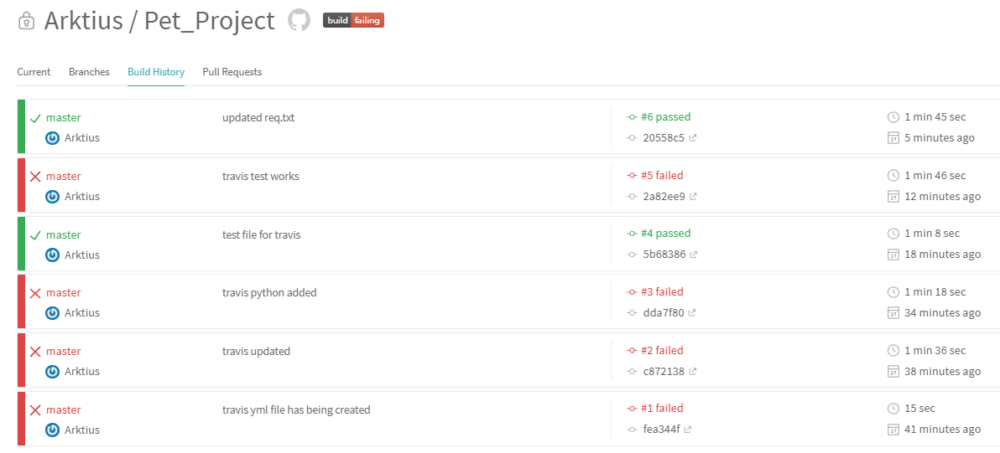 Arktius / Pet_Project build failing
Current Branches Build History Pull Requests
master updated req.txt #6 passed 1 min 45 sec
Arktius 20558c5 5 minutes ago
master travis test works #5 failed 1 min 46 sec
Arktius 2a82ee9 12 minutes ago
master test file for travis #4 passed 1 min 8 sec
Arktius 5b68386 18 minutes ago
master travis python added #3 failed 1 min 18 sec
Arktius dda7f80 34 minutes ago
master travis updated #2 failed 1 min 36 sec
Arktius c872138 38 minutes ago
master travis yml file has being created #1 failed 15 sec
Arktius fea344f 41 minutes ago